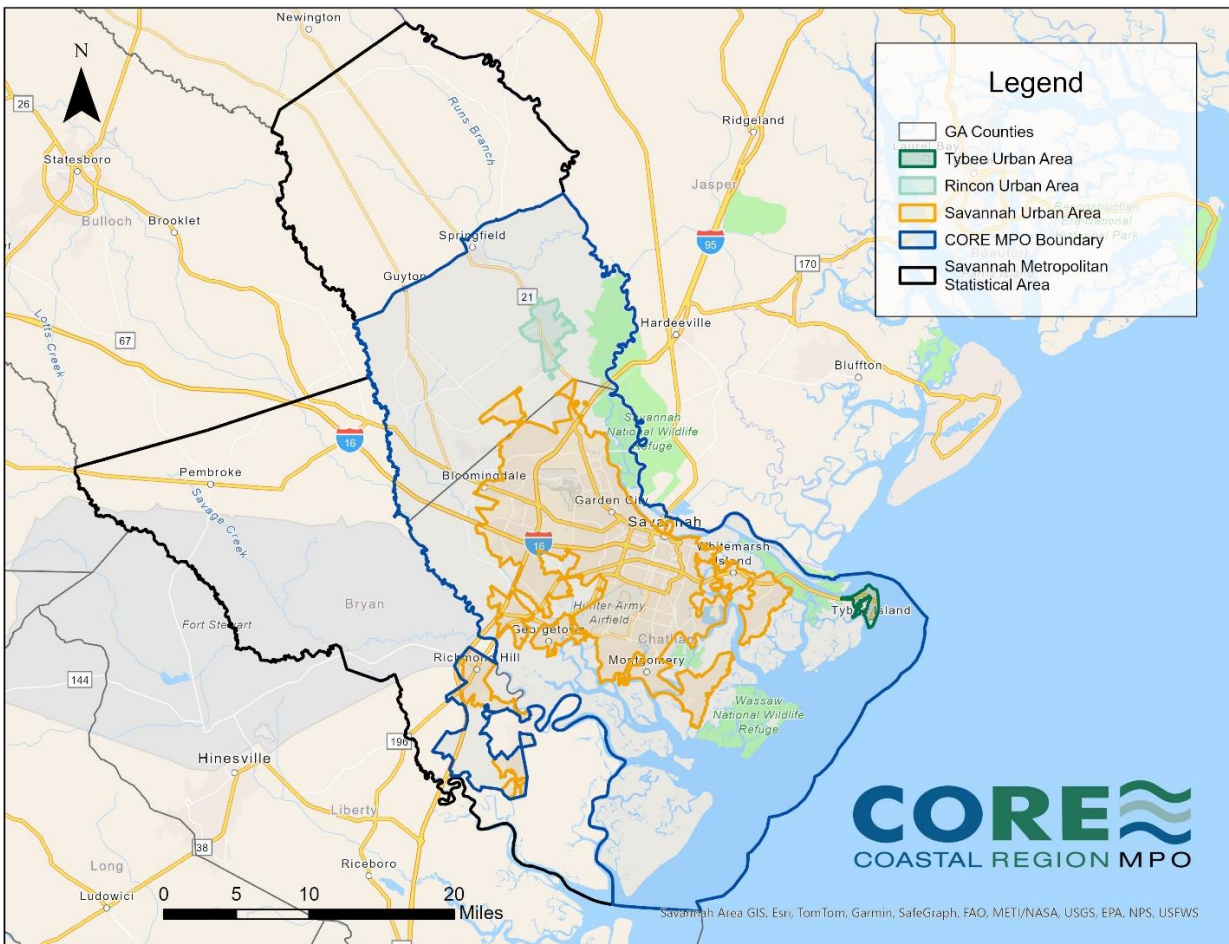 Newington
N
26
Statesboro
Bulloch
Brooklet
Runs Branch
Ridgeland
Jasper
95
170
Springfield
Guyton
21
Hardeeville
Bluffton
Lotts Creek
67
16
Pembroke
Savage Creek
Bloomingdale
Savannah
National Wildlife
Refuge
Garden City
Savannah
16
Whitemarsh
Island
Tybee Island
Bryan
Fort Stewart
Hunter Army
Airfield
Georgetown
Chatham
Montgomery
Richmond Hill
144
Wassaw
National Wildlife
Refuge
196
Hinesville
Liberty
38
Long
Riceboro
Ludowici
Legend
GA Counties
Tybee Urban Area
Rincon Urban Area
Savannah Urban Area
CORE MPO Boundary
Savannah Metropolitan
Statistical Area
CORE
COASTAL REGION MPO
0 5 10 20
Miles
Savannah Area GIS, Esri, TomTom, Garmin, SafeGraph, FAO, METI/NASA, USGS, EPA, NPS, USFWS